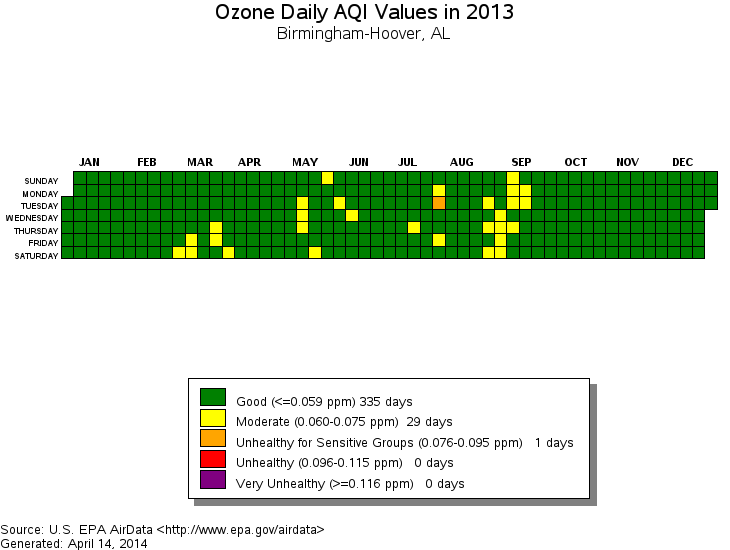 Ozone Daily AQI Values in 2013
Birmingham-Hoover, AL
JAN FEB MAR APR MAY JUN JUL AUG SEP OCT NOV DEC
SUNDAY
MONDAY
TUESDAY
WEDNESDAY
THURSDAY
FRIDAY
SATURDAY
Good (<=0.059 ppm) 335 days
Moderate (0.060-0.075 ppm) 29 days
Unhealthy for Sensitive Groups (0.076-0.095 ppm) 1 days
Unhealthy (0.096-0.115 ppm) 0 days
Very Unhealthy (>=0.116 ppm) 0 days
Source: U.S. EPA AirData <http://www.epa.gov/airdata>
Generated: April 14, 2014